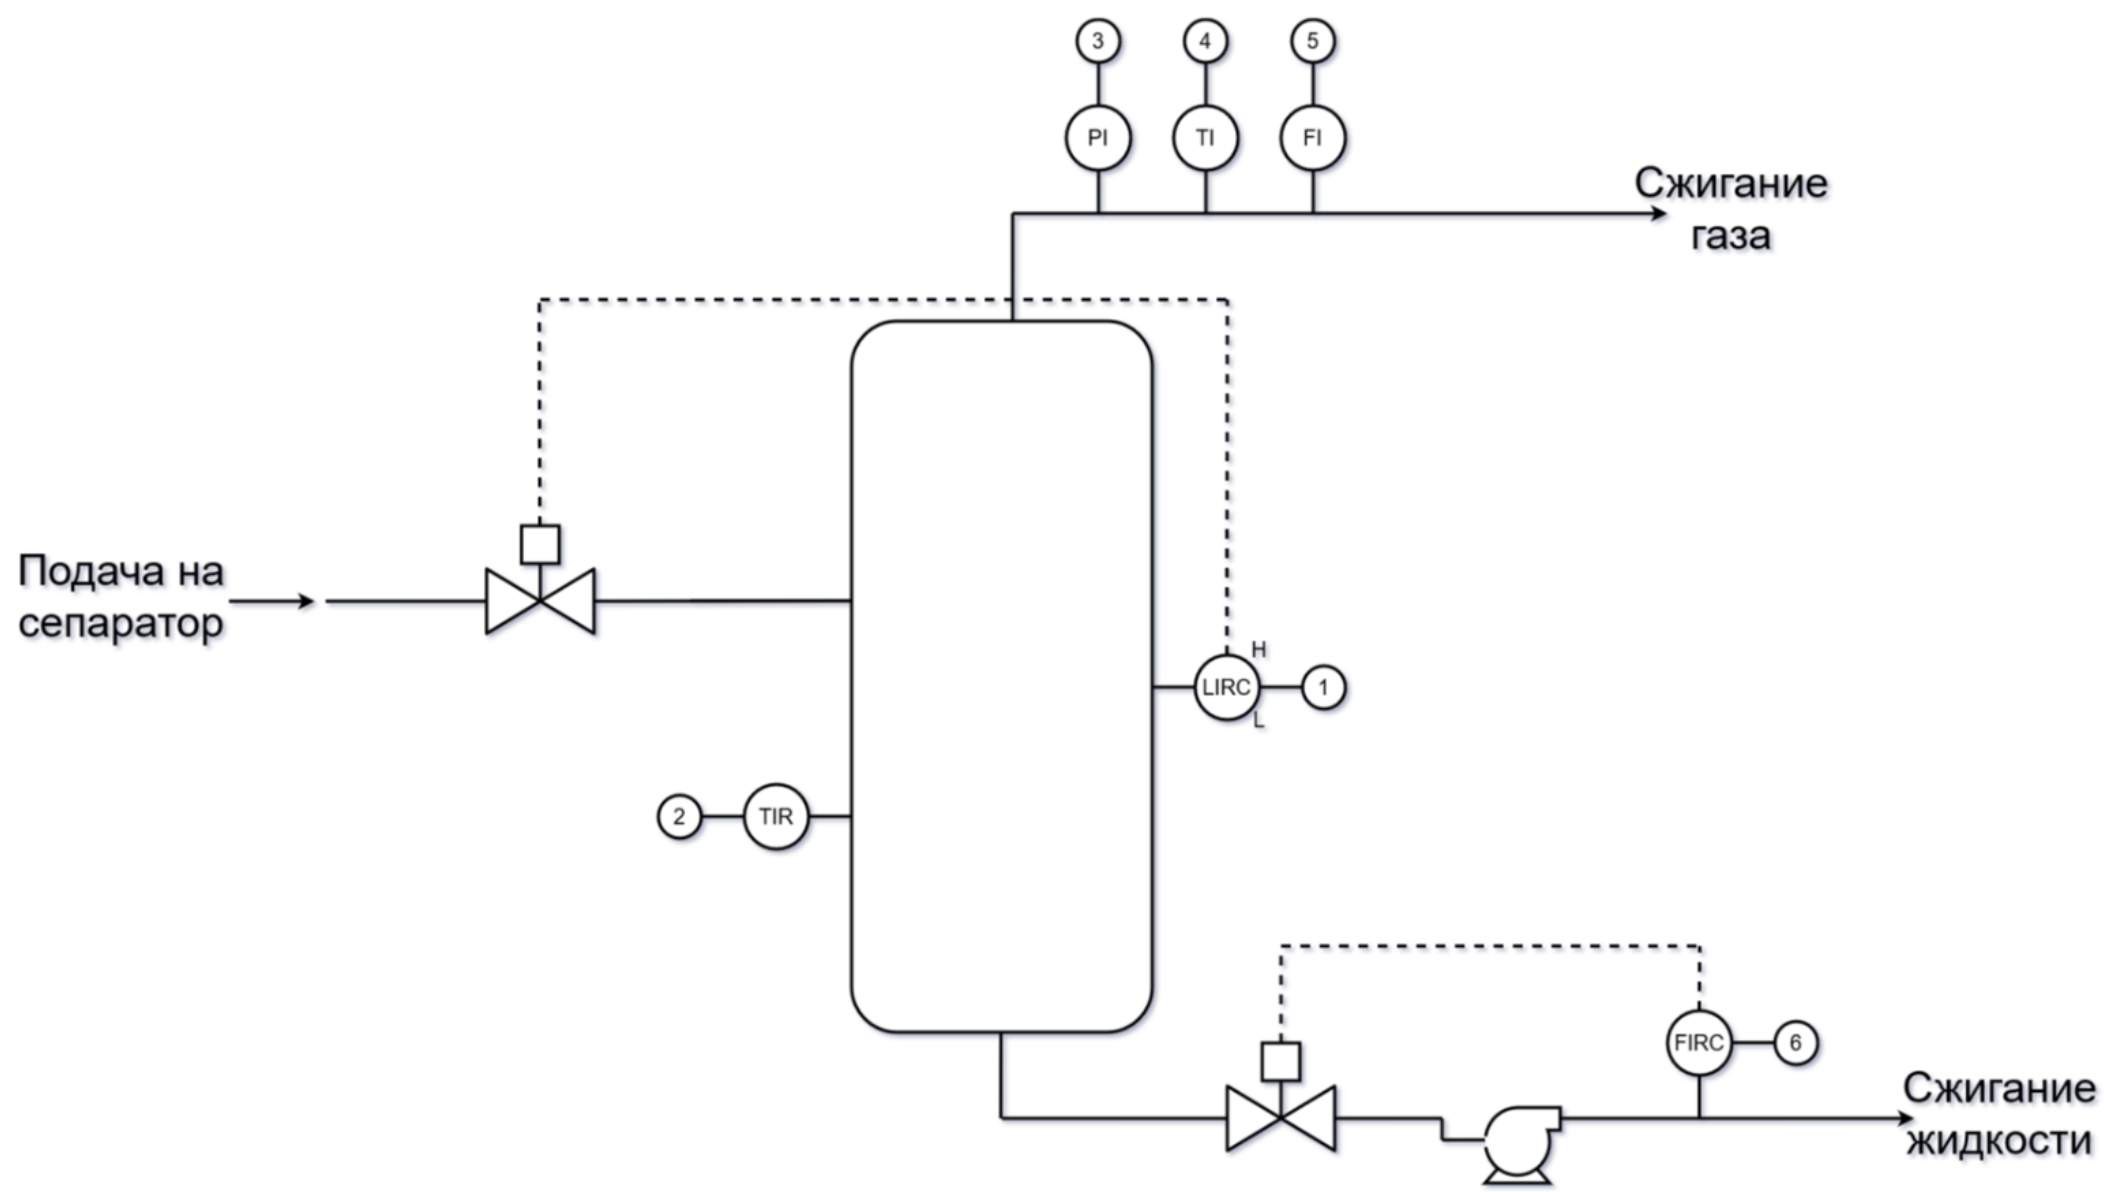 3
4
5
PI
TI
FI
Сжигание
газа
Подача на
сепаратор
H
LIRC
1
L
2
TIR
FIRC
6
Сжигание
жидкости